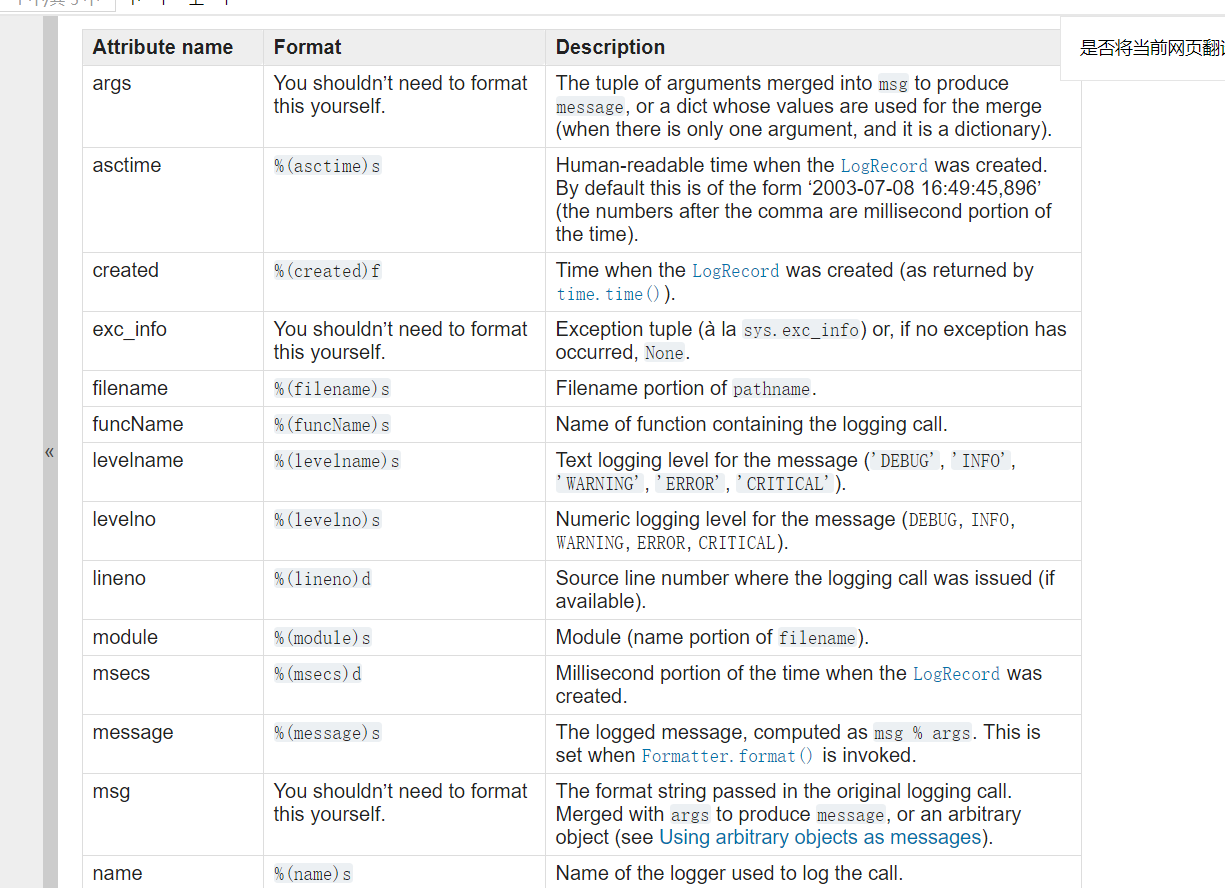 是否将当前网页翻译
Attribute name Format Description
args You shouldn’t need to format The tuple of arguments merged into msg to produce
this yourself. message, or a dict whose values are used for the merge
(when there is only one argument, and it is a dictionary).
asctime %(asctime)s Human-readable time when the LogRecord was created.
By default this is of the form ‘2003-07-08 16:49:45,896’
(the numbers after the comma are millisecond portion of
the time).
created %(created)f Time when the LogRecord was created (as returned by
time.time()).
exc_info You shouldn’t need to format Exception tuple (à la sys.exc_info) or, if no exception has
this yourself. occurred, None.
filename %(filename)s Filename portion of pathname.
funcName %(funcName)s Name of function containing the logging call.
levelname %(levelname)s Text logging level for the message ('DEBUG', 'INFO',
'WARNING', 'ERROR', 'CRITICAL').
levelno %(levelno)s Numeric logging level for the message (DEBUG, INFO,
WARNING, ERROR, CRITICAL).
lineno %(lineno)d Source line number where the logging call was issued (if
available).
module %(module)s Module (name portion of filename).
msecs %(msecs)d Millisecond portion of the time when the LogRecord was
created.
message %(message)s The logged message, computed as msg % args. This is
set when Formatter.format() is invoked.
msg You shouldn’t need to format The format string passed in the original logging call.
this yourself. Merged with args to produce message, or an arbitrary
object (see Using arbitrary objects as messages).
name %(name)s Name of the logger used to log the call.
«